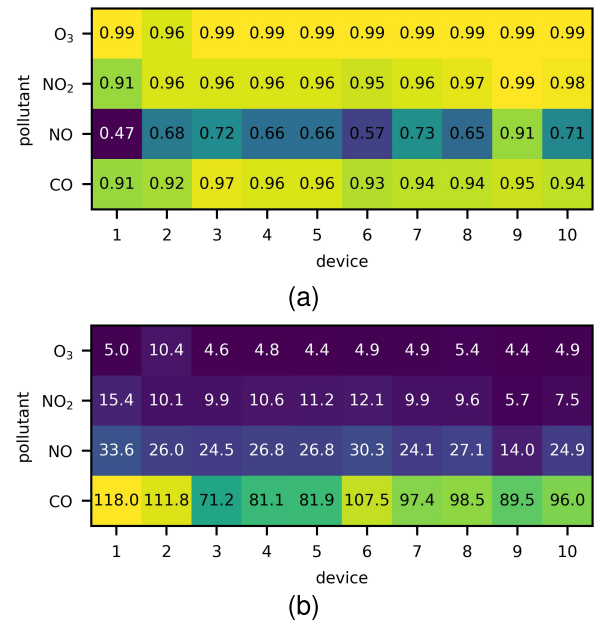 pollutant
O₃ 0.99 0.96 0.99 0.99 0.99 0.99 0.99 0.99 0.99 0.99
NO₂ 0.91 0.96 0.96 0.96 0.96 0.95 0.96 0.97 0.99 0.98
NO 0.47 0.68 0.72 0.66 0.66 0.57 0.73 0.65 0.91 0.71
CO 0.91 0.92 0.97 0.96 0.96 0.93 0.94 0.94 0.95 0.94
1 2 3 4 5 6 7 8 9 10
device
(a)
pollutant
O₃ 5.0 10.4 4.6 4.8 4.4 4.9 4.9 5.4 4.4 4.9
NO₂ 15.4 10.1 9.9 10.6 11.2 12.1 9.9 9.6 5.7 7.5
NO 33.6 26.0 24.5 26.8 26.8 30.3 24.1 27.1 14.0 24.9
CO 118.0 111.8 71.2 81.1 81.9 107.5 97.4 98.5 89.5 96.0
1 2 3 4 5 6 7 8 9 10
device
(b)